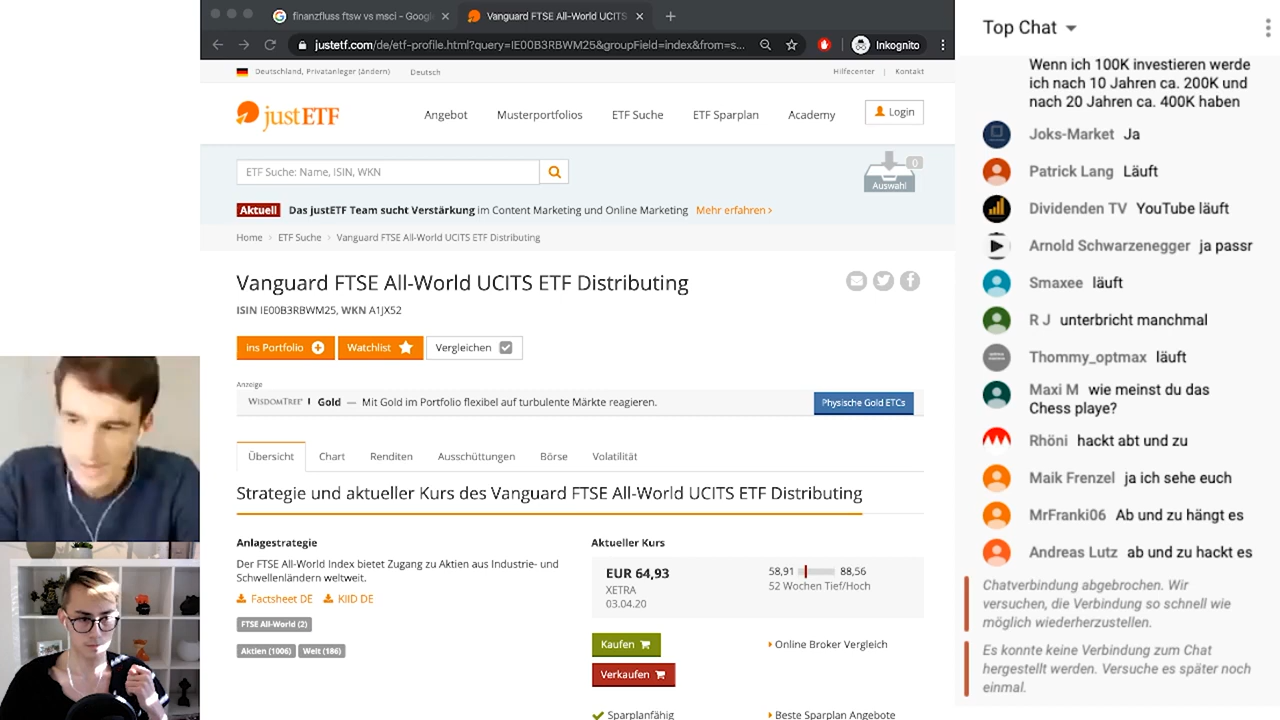 finanzfluss ftsw vs msci - Google
Vanguard FTSE All-World UCITS
justetf.com/de/etf-profile.html?query=IE00B3RBWM25&groupField=index&from=s...
Inkognito
Deutschland, Privatanleger (ändern)
Deutsch
Hilfecenter | Kontakt
justETF
Angebot
Musterportfolios
ETF Suche
ETF Sparplan
Academy
Login
ETF Suche: Name, ISIN, WKN
0
Auswahl
Aktuell Das justETF Team sucht Verstärkung im Content Marketing und Online Marketing Mehr erfahren ›
Home > ETF Suche > Vanguard FTSE All-World UCITS ETF Distributing
Vanguard FTSE All-World UCITS ETF Distributing
ISIN IE00B3RBWM25, WKN A1JX52
ins Portfolio
Watchlist
Vergleichen
Anzeige
WISDOMTREE | Gold — Mit Gold im Portfolio flexibel auf turbulente Märkte reagieren.
Physische Gold ETCs
Übersicht
Chart
Renditen
Ausschüttungen
Börse
Volatilität
Strategie und aktueller Kurs des Vanguard FTSE All-World UCITS ETF Distributing
Anlagestrategie
Der FTSE All-World Index bietet Zugang zu Aktien aus Industrie- und
Schwellenländern weltweit.
Factsheet DE KIID DE
FTSE All-World (2)
Aktien (1006) Welt (186)
Aktueller Kurs
EUR 64,93
XETRA
03.04.20
58,91 88,56
52 Wochen Tief/Hoch
Kaufen
Verkaufen
Online Broker Vergleich
Sparplanfähig
Beste Sparplan Angebote
Top Chat
Wenn ich 100K investieren werde
ich nach 10 Jahren ca. 200K und
nach 20 Jahren ca. 400K haben
Joks-Market Ja
Patrick Lang Läuft
Dividenden TV YouTube läuft
Arnold Schwarzenegger ja passr
Smaxee läuft
R J unterbricht manchmal
Thommy_optmax läuft
Maxi M wie meinst du das
Chess playe?
Rhöni hackt abt und zu
Maik Frenzel ja ich sehe euch
MrFranki06 Ab und zu hängt es
Andreas Lutz ab und zu hackt es
Chatverbindung abgebrochen. Wir
versuchen, die Verbindung so schnell wie
möglich wiederherzustellen.
Es konnte keine Verbindung zum Chat
hergestellt werden. Versuche es später noch
einmal.